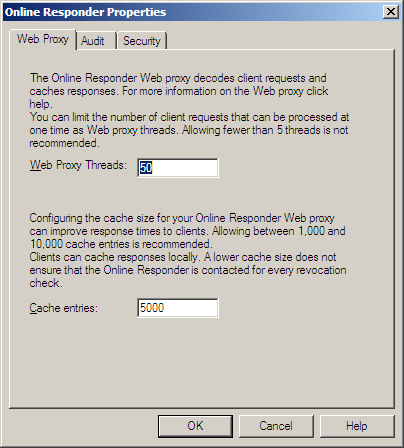 Online Responder Properties
Web Proxy Audit Security
The Online Responder Web proxy decodes client requests and
caches responses. For more information on the Web proxy click
help.
You can limit the number of client requests that can be processed at
one time as Web proxy threads. Allowing fewer than 5 threads is not
recommended.
Web Proxy Threads: 50
Configuring the cache size for your Online Responder Web proxy
can improve response times to clients. Allowing between 1,000 and
10,000 cache entries is recommended.
Clients can cache responses locally. A lower cache size does not
ensure that the Online Responder is contacted for every revocation
check.
Cache entries: 5000
OK Cancel Help